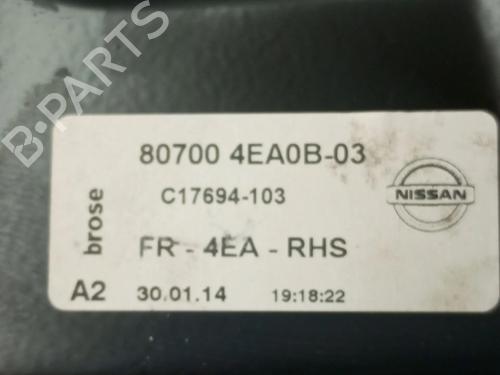 B-PARTS
80700 4EA0B-03
C17694-103
NISSAN
brose
FR - 4EA - RHS
A2 30.01.14 19:18:22